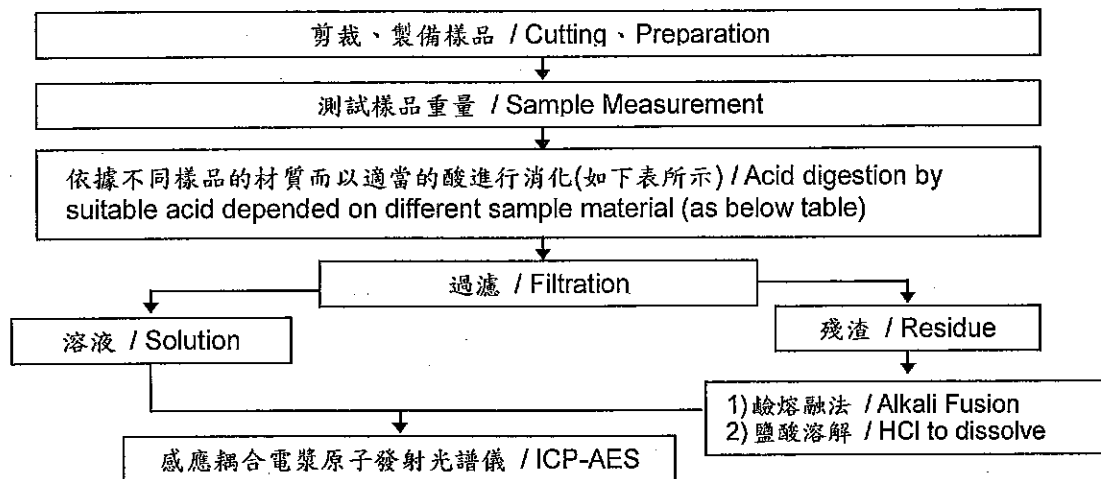 剪裁、製備樣品 / Cutting、Preparation
測試樣品重量 / Sample Measurement
依據不同樣品的材質而以適當的酸進行消化(如下表所示) / Acid digestion by
suitable acid depended on different sample material (as below table)
過濾 / Filtration
溶液 / Solution
殘渣 / Residue
1) 鹼熔融法 / Alkali Fusion
2) 鹽酸溶解 / HCl to dissolve
感應耦合電漿原子發射光譜儀 / ICP-AES